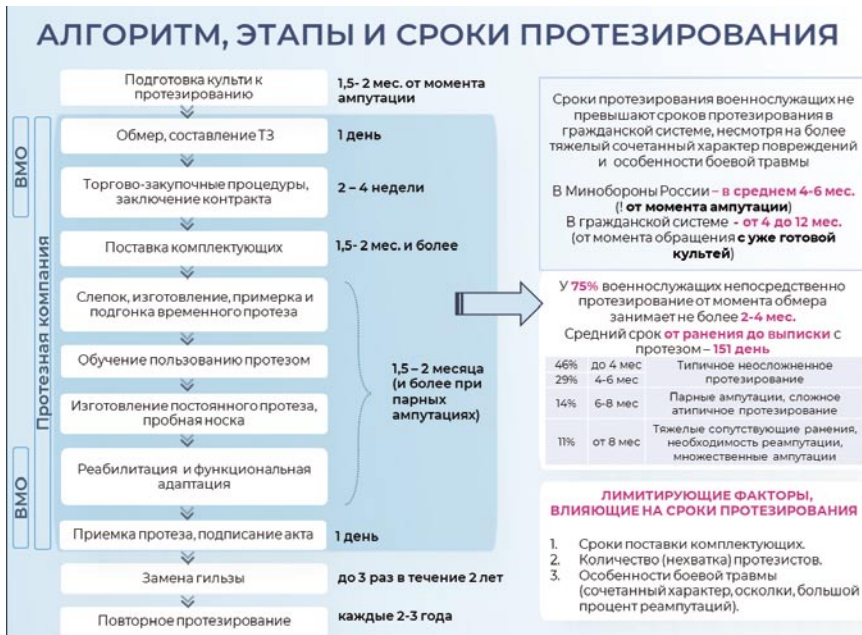 АЛГОРИТМ, ЭТАПЫ И СРОКИ ПРОТЕЗИРОВАНИЯ
Подготовка культи к
протезированию
1,5- 2 мес. от момента
ампутации
ВМО
Протезная компания
ВМО
Обмер, составление ТЗ
1 день
Торгово-закупочные процедуры,
заключение контракта
2 – 4 недели
Поставка комплектующих
1,5- 2 мес. и более
Слепок, изготовление, примерка и
подгонка временного протеза
Обучение пользованию протезом
Изготовление постоянного протеза,
пробная носка
Реабилитация и функциональная
адаптация
1,5 – 2 месяца
(и более при
парных
ампутациях)
Приемка протеза, подписание акта
1 день
Замена гильзы
до 3 раз в течение 2 лет
Повторное протезирование
каждые 2-3 года
Сроки протезирования военнослужащих не
превышают сроков протезирования в
гражданской системе, несмотря на более
тяжелый сочетанный характер повреждений
и особенности боевой травмы
В Минобороны России – в среднем 4-6 мес.
(! от момента ампутации)
В гражданской системе - от 4 до 12 мес.
(от момента обращения с уже готовой
культей)
У 75% военнослужащих непосредственно
протезирование от момента обмера
занимает не более 2-4 мес.
Средний срок от ранения до выписки с
протезом – 151 день
46% до 4 мес Типичное неосложненное
29% 4-6 мес протезирование
14% 6-8 мес Парные ампутации, сложное
атипичное протезирование
11% от 8 мес Тяжелые сопутствующие ранения,
необходимость реампутации,
множественные ампутации
ЛИМИТИРУЮЩИЕ ФАКТОРЫ,
ВЛИЯЮЩИЕ НА СРОКИ ПРОТЕЗИРОВАНИЯ
1. Сроки поставки комплектующих.
2. Количество (нехватка) протезистов.
3. Особенности боевой травмы
(сочетанный характер, осколки, большой
процент реампутаций).